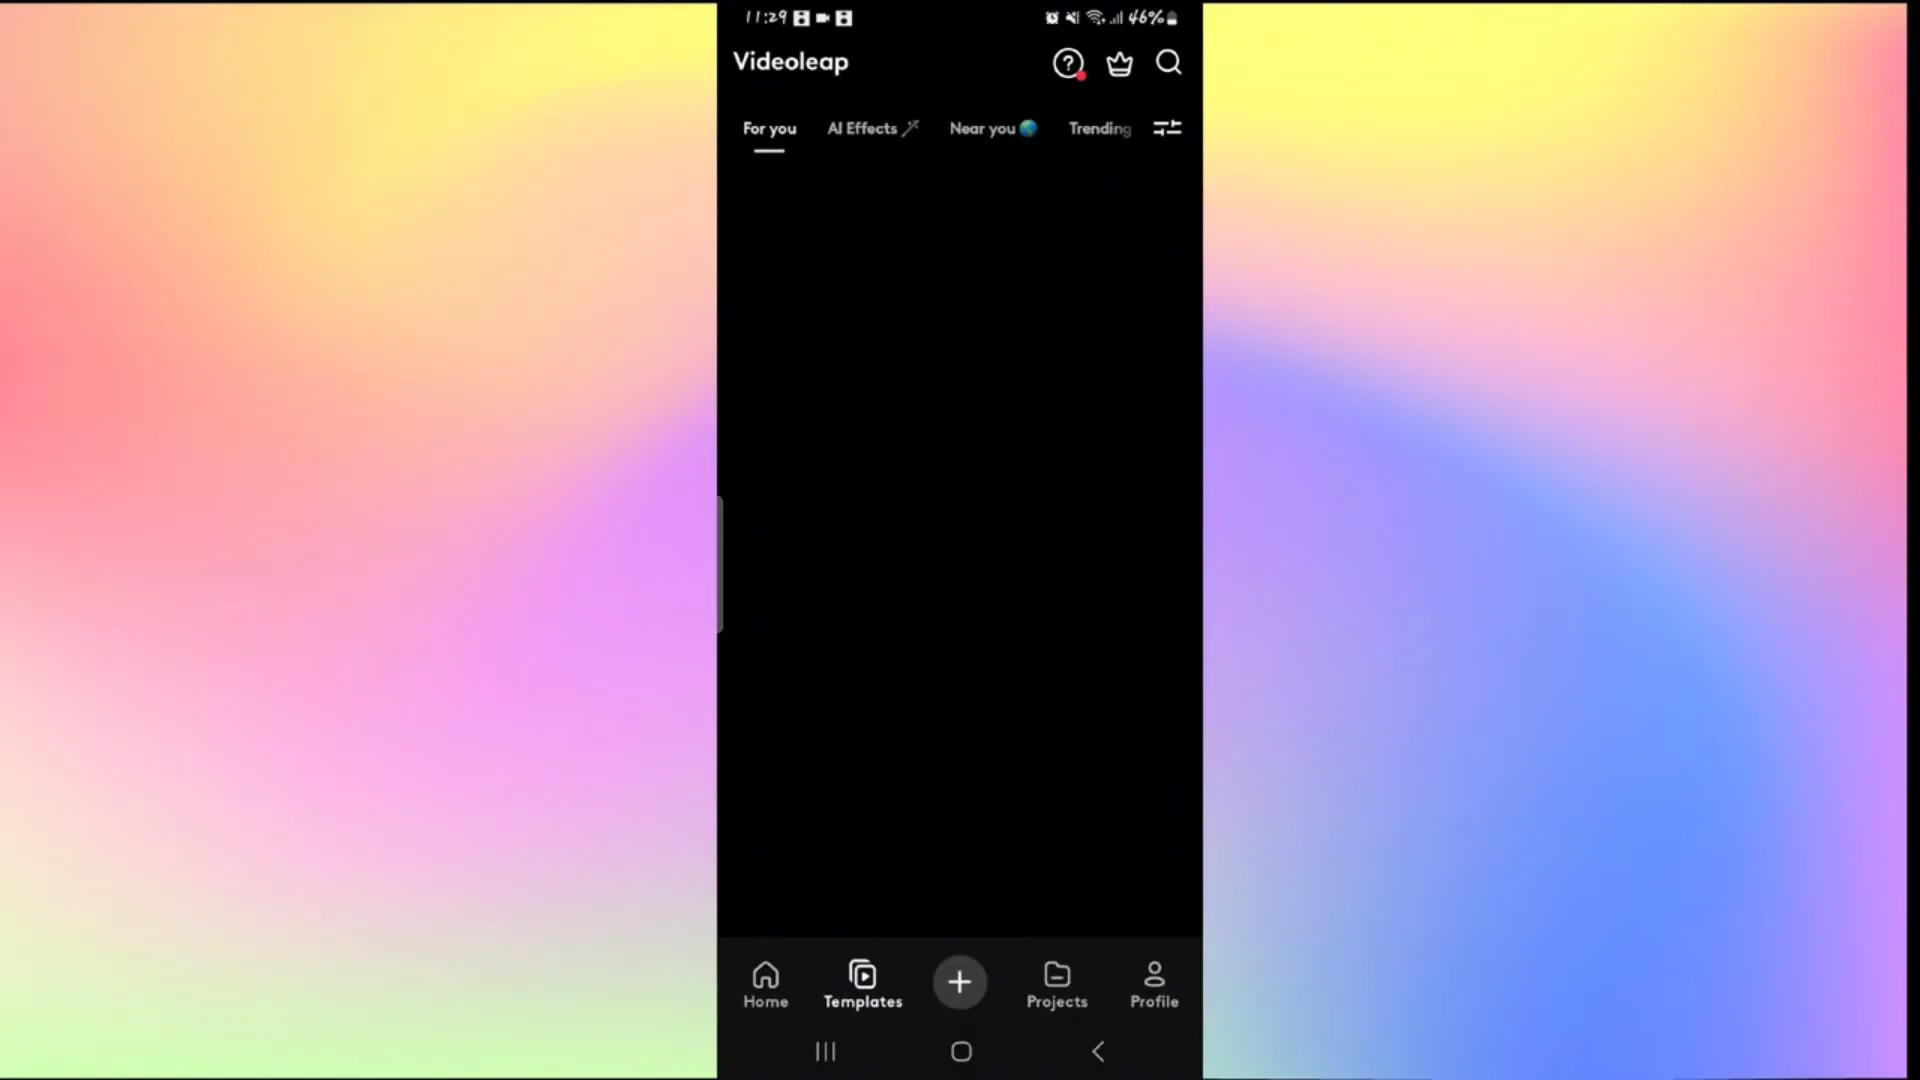 11:29 46%
Videoleap
For you AI Effects Near you Trending
Home Templates Projects Profile